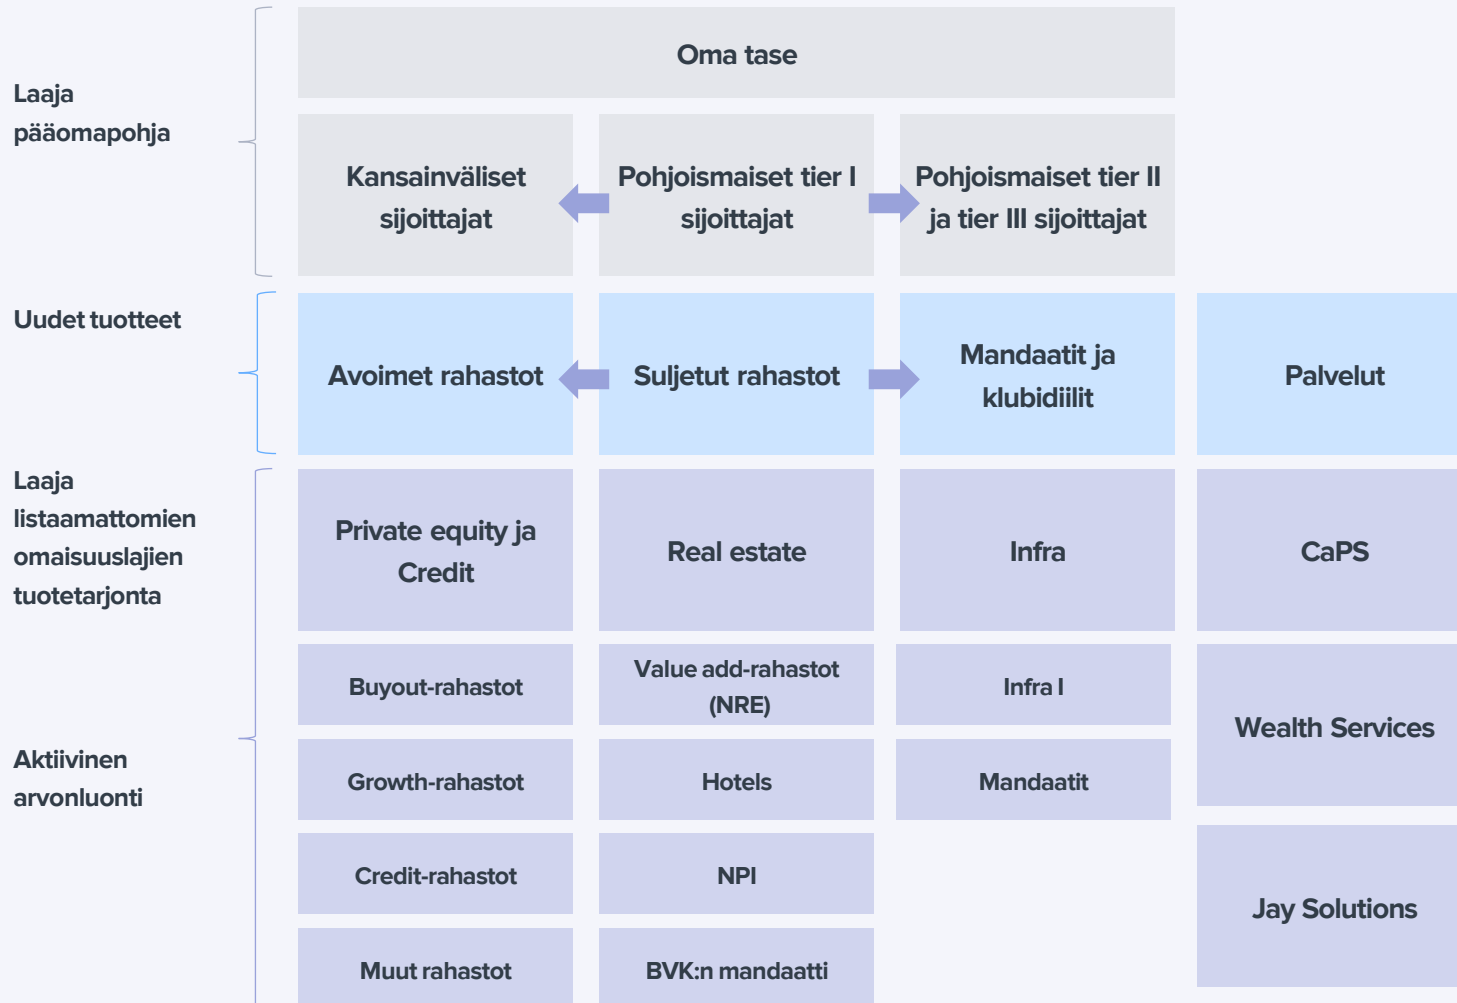 Oma tase
Laaja
pääomapohja
Kansainväliset
sijoittajat
Pohjoismaiset tier I
sijoittajat
Pohjoismaiset tier II
ja tier III sijoittajat
Uudet tuotteet
Avoimet rahastot
Suljetut rahastot
Mandaatit ja
klubidiilit
Palvelut
Laaja
listaamattomien
omaisuuslajien
tuotetarjonta
Private equity ja
Credit
Real estate
Infra
CaPS
Buyout-rahastot
Value add-rahastot
(NRE)
Infra I
Wealth Services
Aktiivinen
arvonluonti
Growth-rahastot
Hotels
Mandaatit
Credit-rahastot
NPI
Jay Solutions
Muut rahastot
BVK:n mandaatti